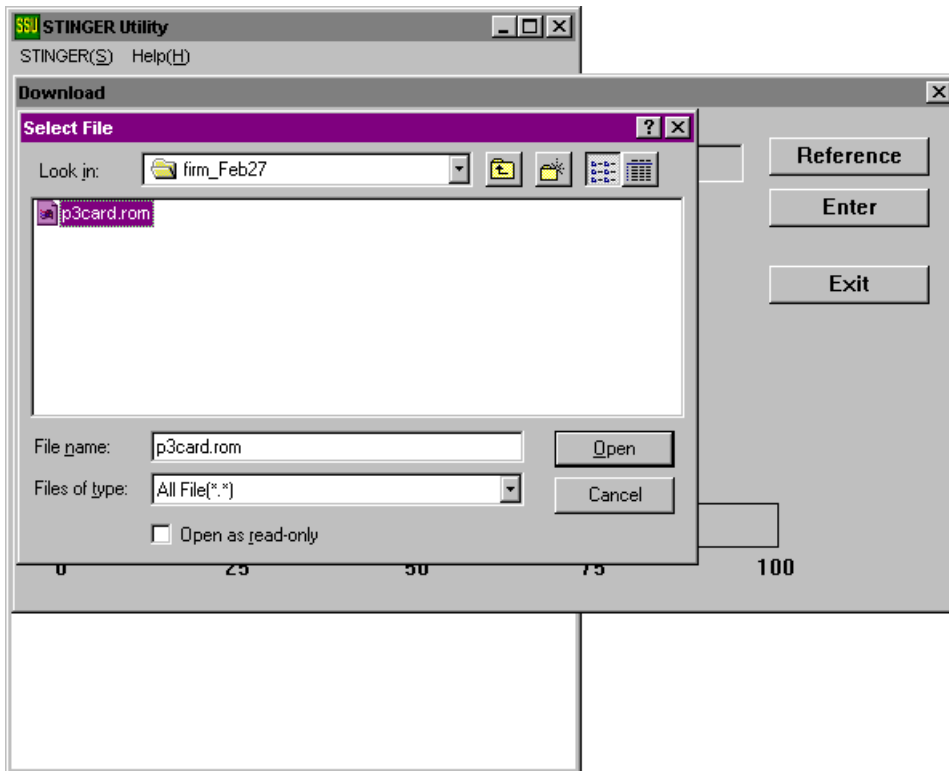 SSU STINGER Utility
STINGER(S) Help(H)
Download
Select File
Look in: firm_Feb27
p3card.rom
File name: p3card.rom
Open
Files of type: All File(*.*)
Cancel
Open as read-only
Reference
Enter
Exit
0 25 50 75 100